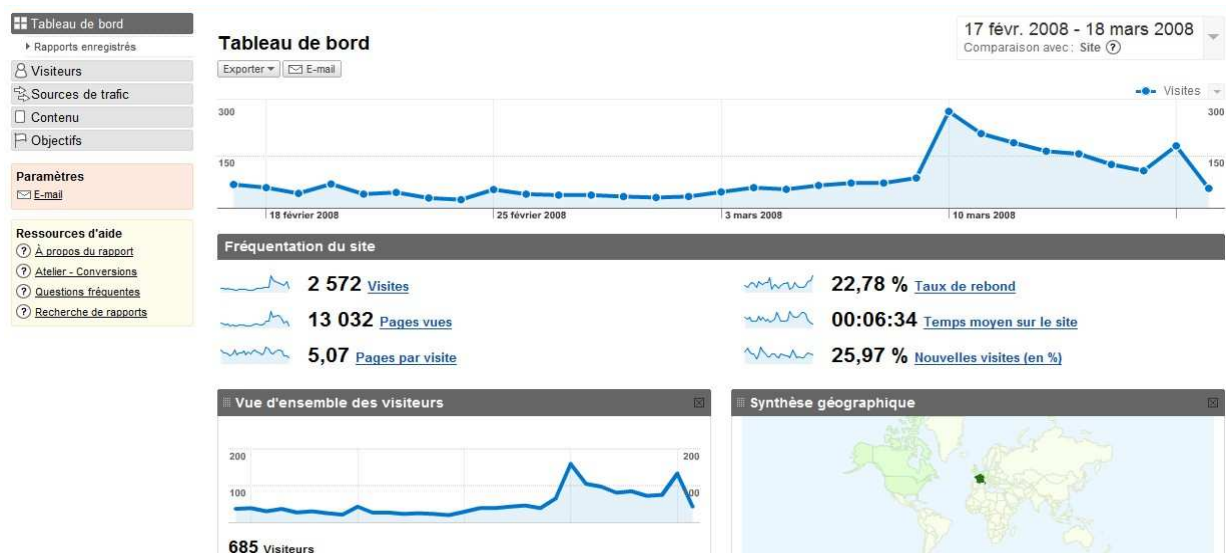 Tableau de bord
Rapports enregistrés
Visiteurs
Sources de trafic
Contenu
Objectifs
Paramètres
E-mail
Ressources d'aide
À propos du rapport
Atelier - Conversions
Questions fréquentes
Recherche de rapports
Tableau de bord
17 févr. 2008 - 18 mars 2008
Comparaison avec : Site ?
Exporter E-mail
Visites
300 300
150 150
18 février 2008 25 février 2008 3 mars 2008 10 mars 2008
Fréquentation du site
2 572 Visites
13 032 Pages vues
5,07 Pages par visite
22,78 % Taux de rebond
00:06:34 Temps moyen sur le site
25,97 % Nouvelles visites (en %)
Vue d'ensemble des visiteurs
200 200
100 100
685 Visiteurs
Synthèse géographique